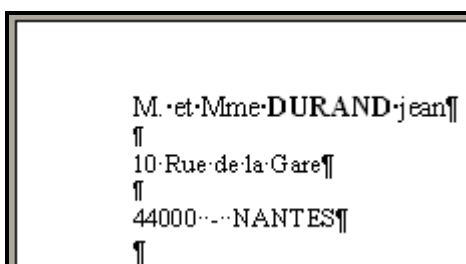 M.·et·Mme·DURAND·jean¶
¶
10·Rue·de·la·Gare¶
¶
44000··-··NANTES¶
¶